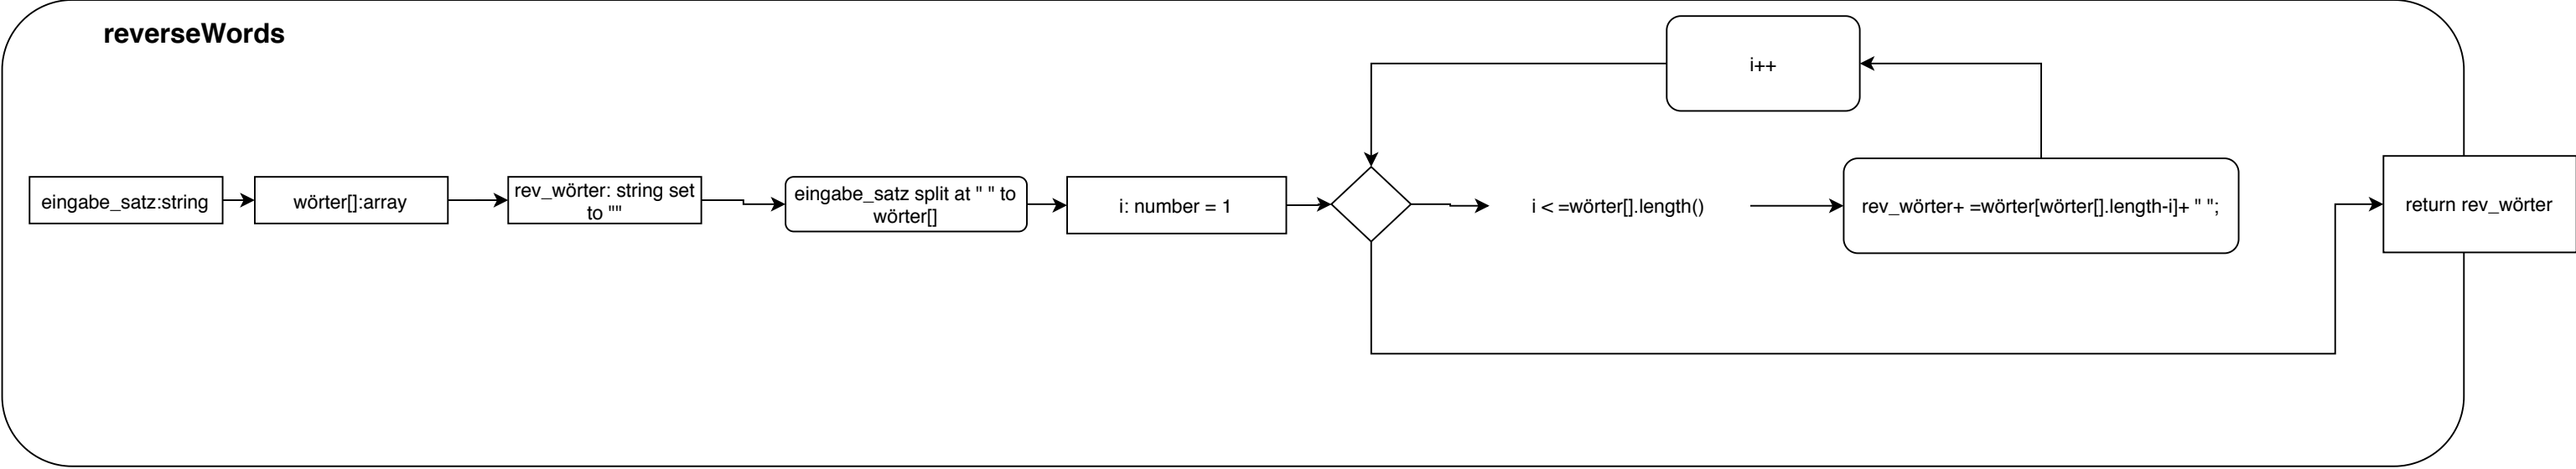 reverseWords
i++
eingabe_satz:string
wörter[]:array
rev_wörter: string set
to ""
eingabe_satz split at " " to
wörter[]
i: number = 1
i < =wörter[].length()
rev_wörter+ =wörter[wörter[].length-i]+ " ";
return rev_wörter